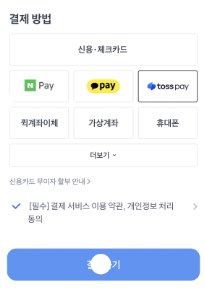 결제 방법
신용·체크카드
N Pay
pay
toss pay
퀵계좌이체
가상계좌
휴대폰
더보기
신용카드 무이자 할부 안내 >
[필수] 결제 서비스 이용 약관, 개인정보 처리
동의